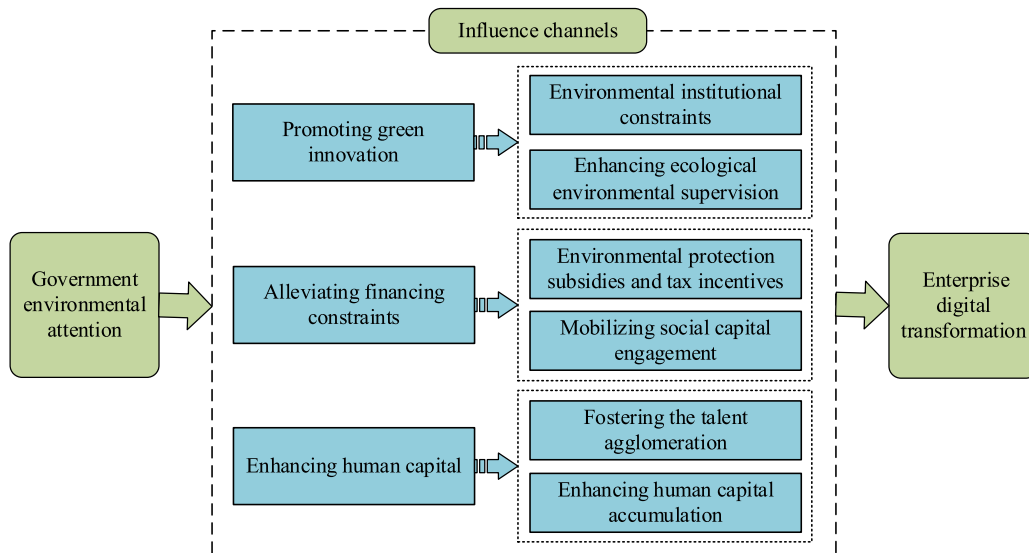 Influence channels
Government
environmental
attention
Promoting green
innovation
Environmental institutional
constraints
Enhancing ecological
environmental supervision
Alleviating financing
constraints
Environmental protection
subsidies and tax incentives
Mobilizing social capital
engagement
Enhancing human capital
Fostering the talent
agglomeration
Enhancing human capital
accumulation
Enterprise
digital
transformation